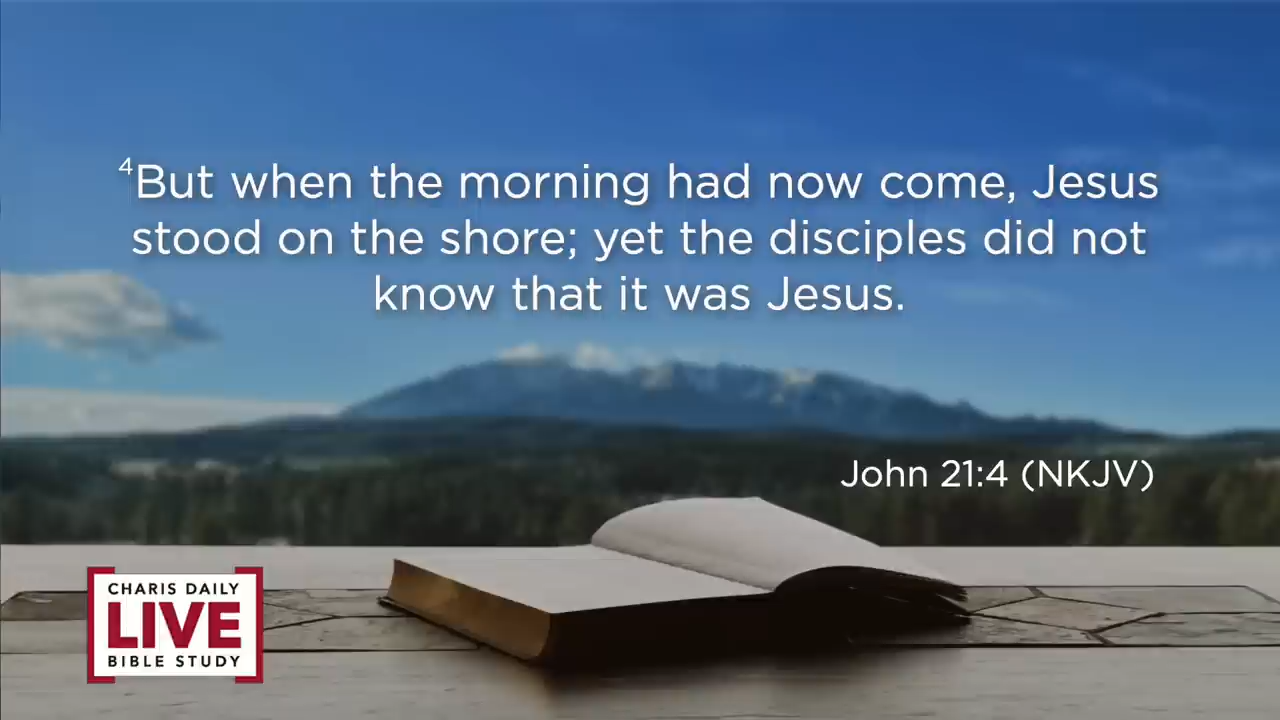 ⁴But when the morning had now come, Jesus
stood on the shore; yet the disciples did not
know that it was Jesus.
John 21:4 (NKJV)
CHARIS DAILY
LIVE
BIBLE STUDY